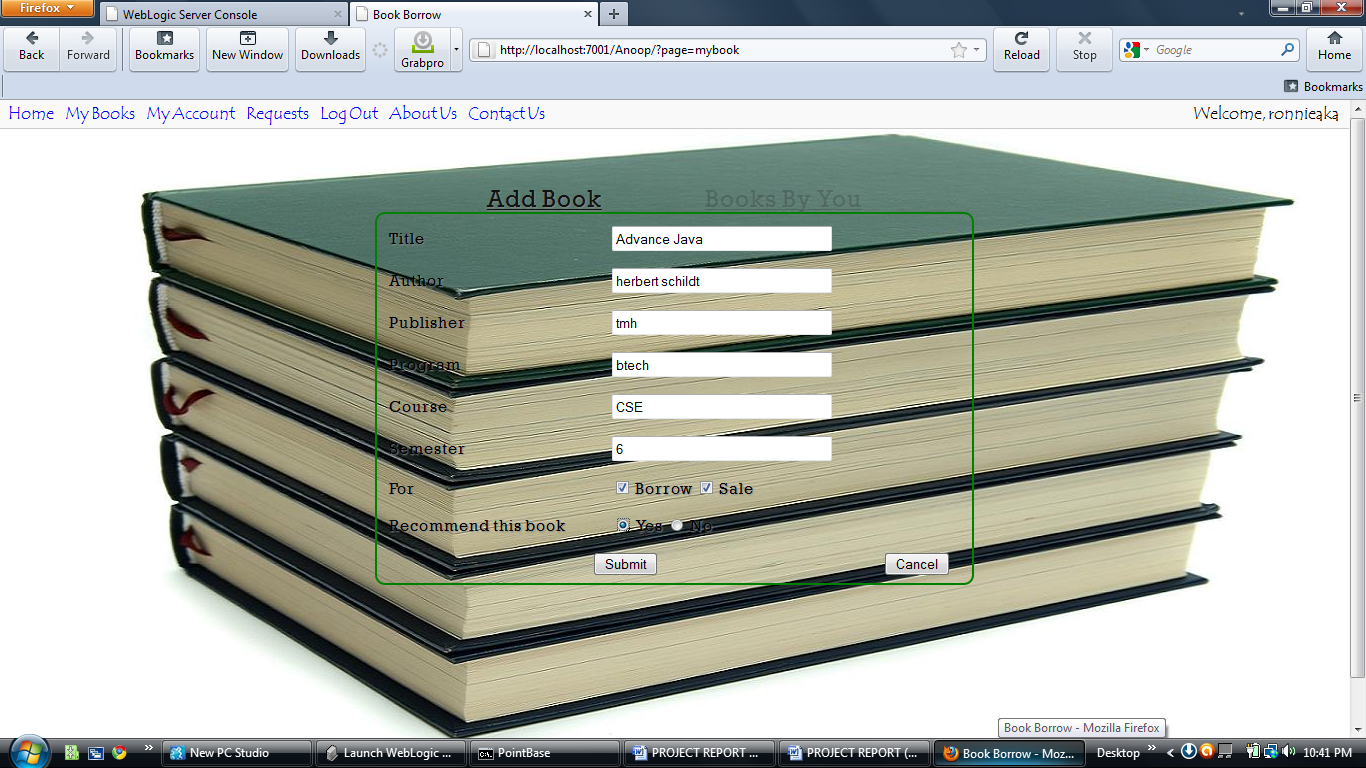 Firefox
WebLogic Server Console
Book Borrow
Back
Forward
Bookmarks
New Window
Downloads
Grabpro
http://localhost:7001/Anoop/?page=mybook
Reload
Stop
Google
Home
Bookmarks
Home My Books My Account Requests Log Out About Us Contact Us
Welcome, ronnieaka
Add Book Books By You
Title Advance Java
Author herbert schildt
Publisher tmh
Program btech
Course CSE
Semester 6
For Borrow Sale
Recommend this book Yes No
Submit Cancel
Book Borrow - Mozilla Firefox
New PC Studio
Launch WebLogic ...
PointBase
PROJECT REPORT ...
PROJECT REPORT (...
Book Borrow - Moz...
Desktop
10:41 PM